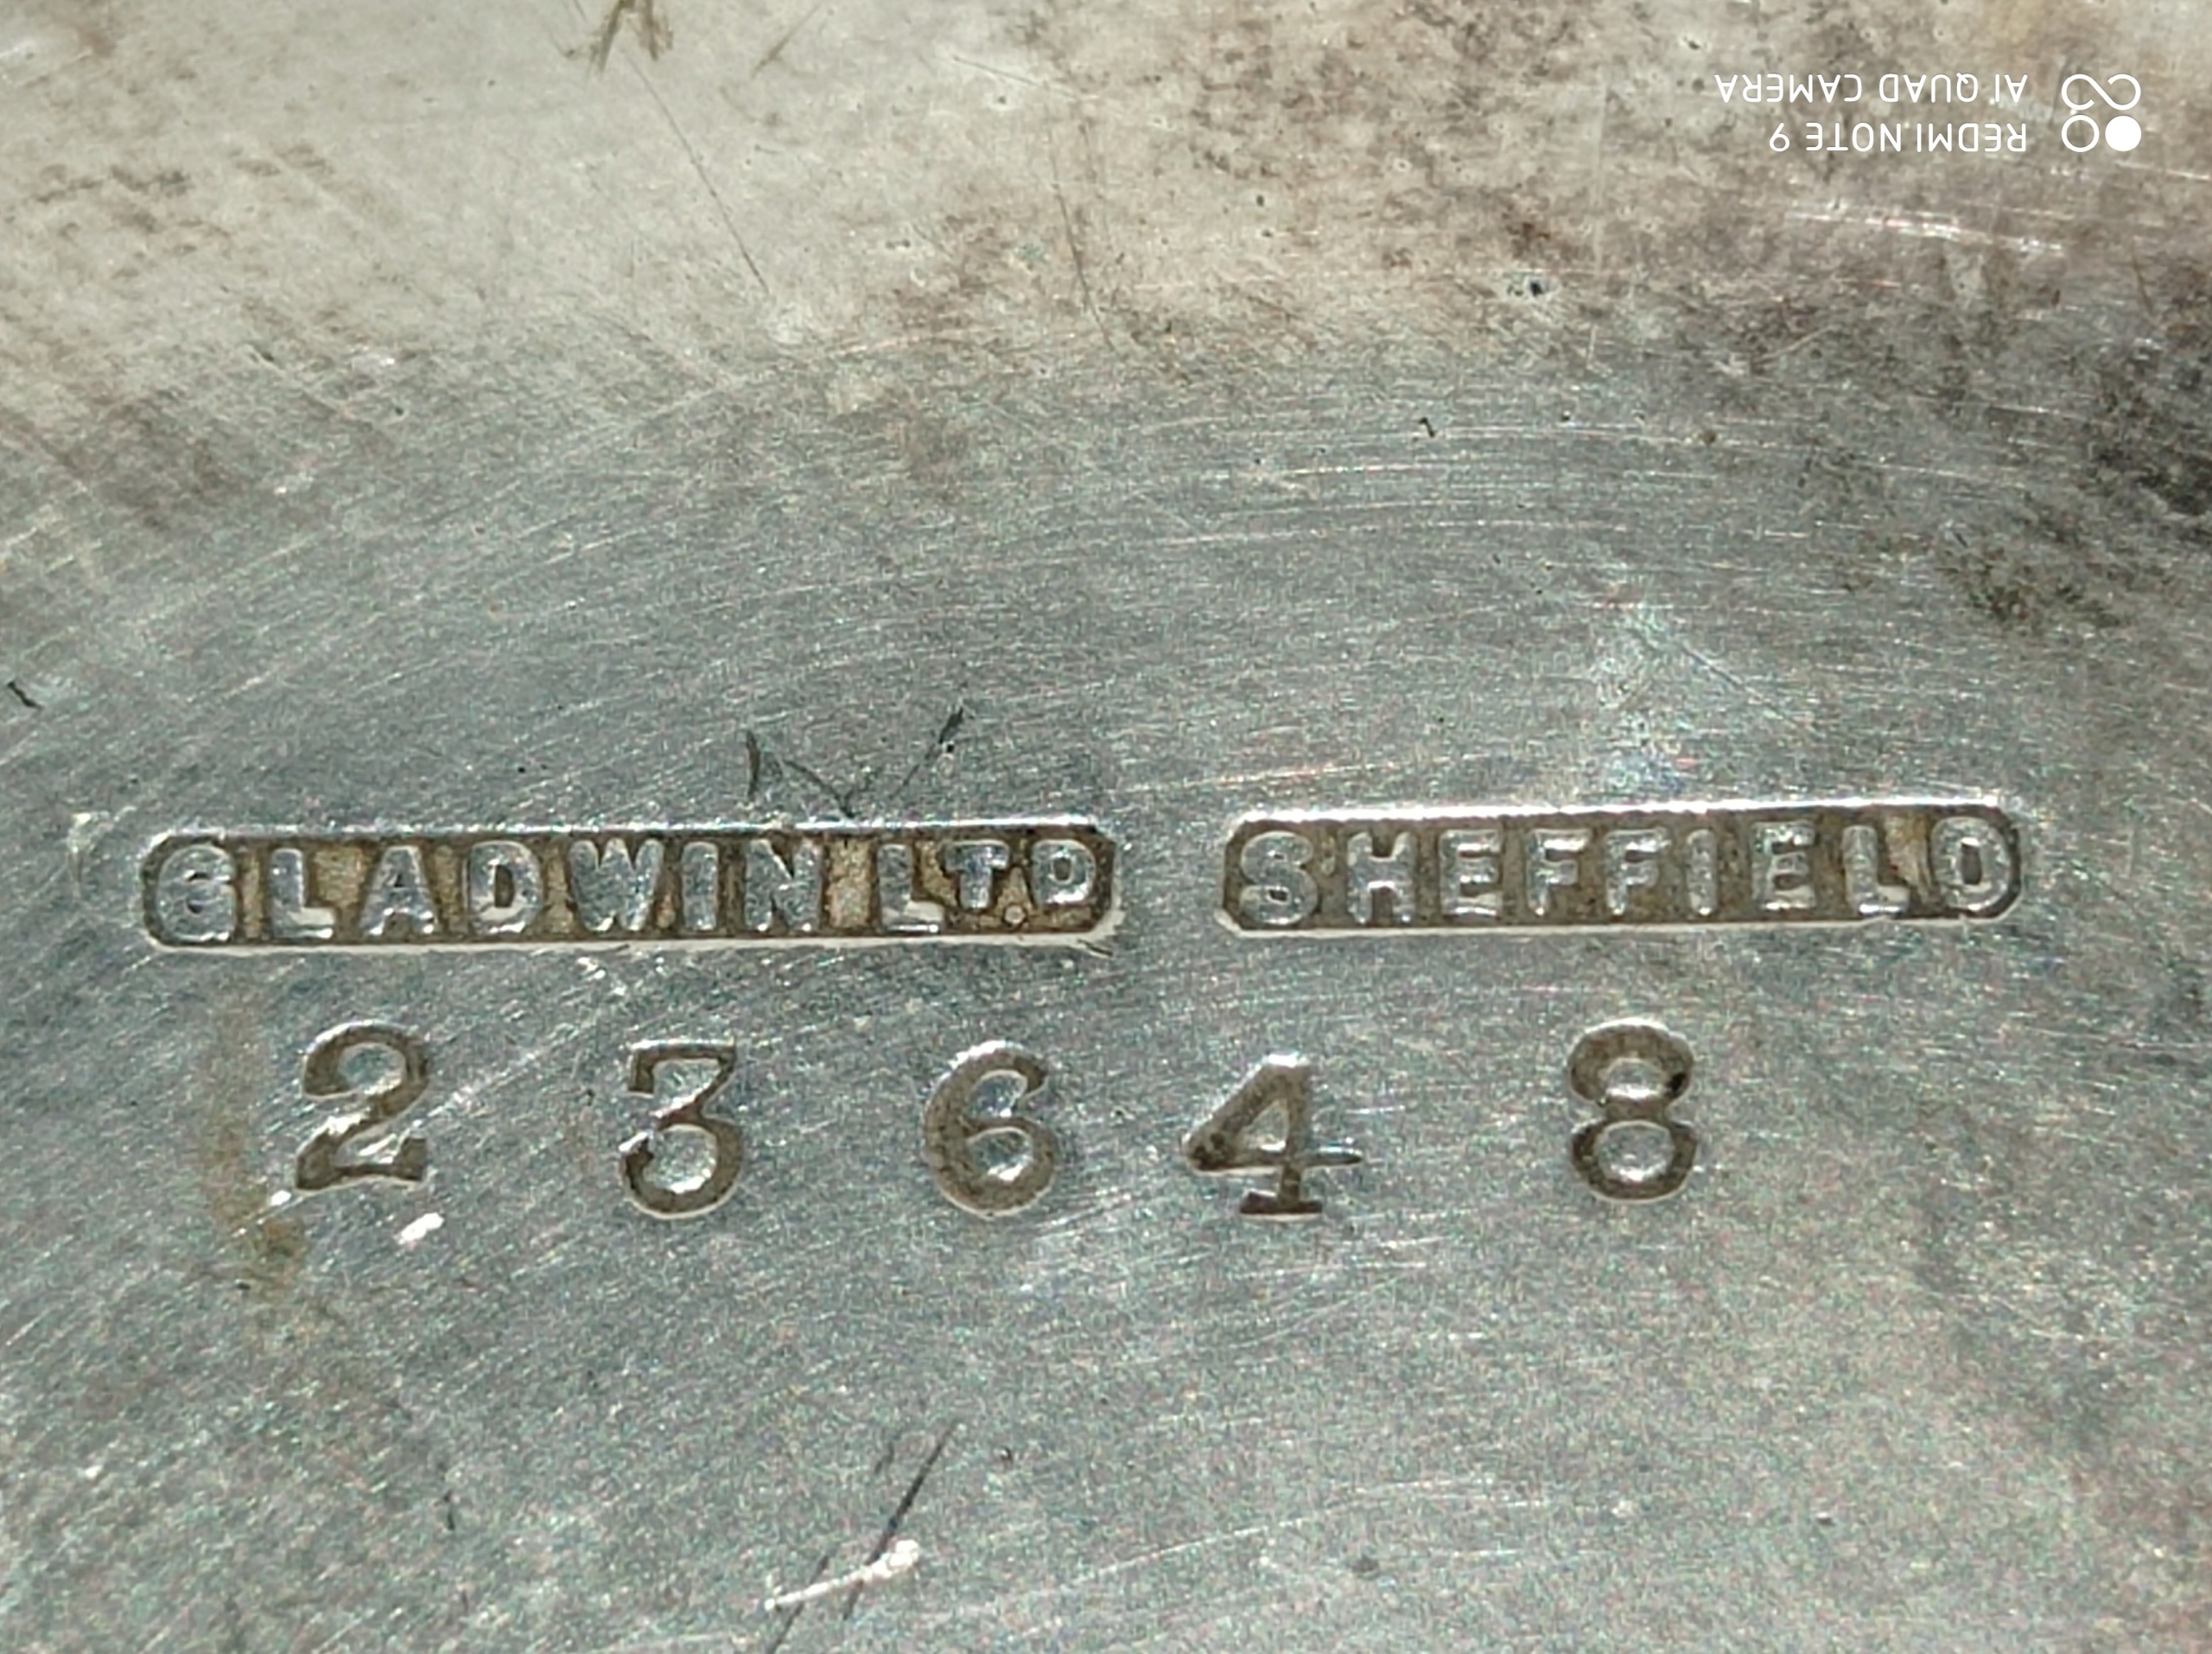 REDMI NOTE 9
AI QUAD CAMERA
GLADWIN LTD SHEFFIELD
23648